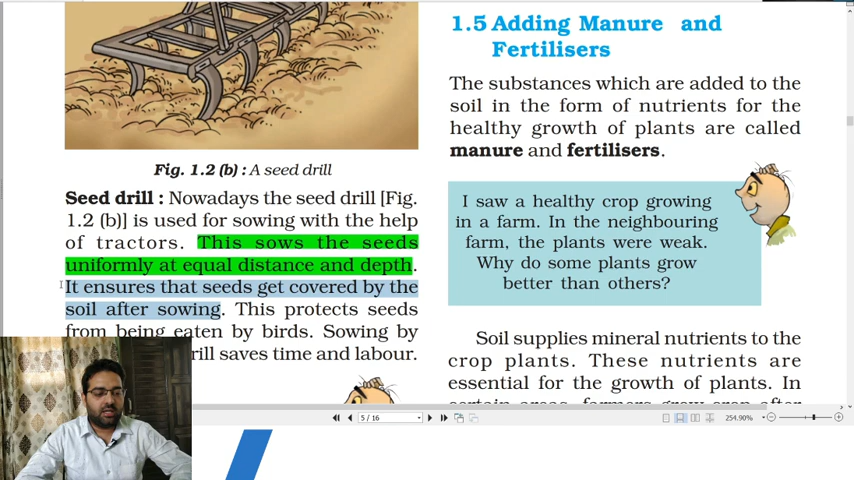 Fig. 1.2 (b) : A seed drill
Seed drill : Nowadays the seed drill [Fig.
1.2 (b)] is used for sowing with the help
of tractors. This sows the seeds
uniformly at equal distance and depth.
It ensures that seeds get covered by the
soil after sowing. This protects seeds
from being eaten by birds. Sowing by
rill saves time and labour.
1.5 Adding Manure and
Fertilisers
The substances which are added to the
soil in the form of nutrients for the
healthy growth of plants are called
manure and fertilisers.
I saw a healthy crop growing
in a farm. In the neighbouring
farm, the plants were weak.
Why do some plants grow
better than others?
Soil supplies mineral nutrients to the
crop plants. These nutrients are
essential for the growth of plants. In
certain areas, farmers grow crop after
5 / 16
254.90%